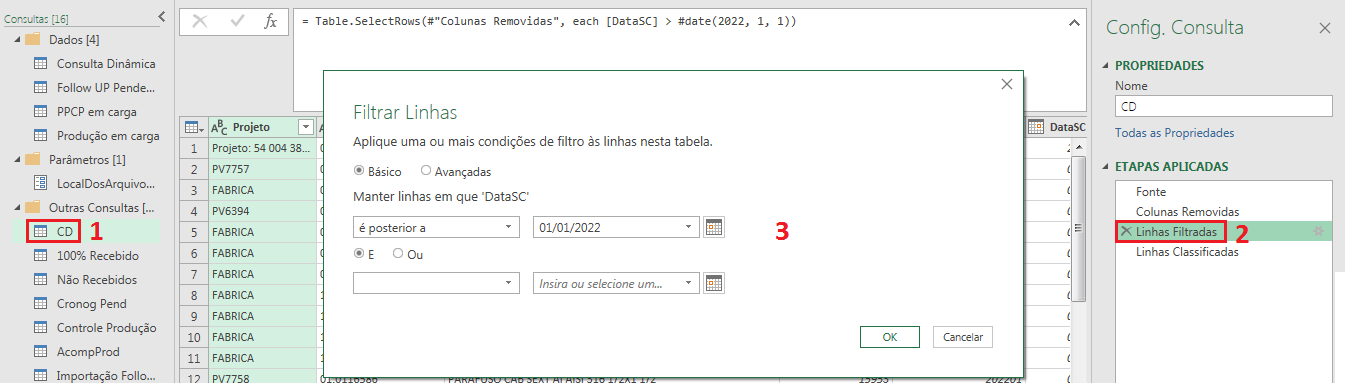 Consultas [16]
Dados [4]
Consulta Dinâmica
Follow UP Pende...
PPCP em carga
Produção em carga
Parâmetros [1]
LocalDosArquivo...
Outras Consultas [...
CD
1
100% Recebido
Não Recebidos
Cronog Pend
Controle Produção
AcompProd
Importação Follo...
fx
= Table.SelectRows(#"Colunas Removidas", each [DataSC] > #date(2022, 1, 1))
ABC Projeto
DataSC
1 Projeto: 54 004 38...
2 PV7757
3 FABRICA
4 PV6394
5 FABRICA
6 FABRICA
7 FABRICA
8 FABRICA
9 FABRICA
10 FABRICA
11 FABRICA
12 PV7758 01.0116586 PARAFUSO CAB SEXT AI AISI 316 1/2X1 1/2 15953 202201
Filtrar Linhas
Aplique uma ou mais condições de filtro às linhas nesta tabela.
Básico Avançadas
Manter linhas em que 'DataSC'
é posterior a 01/01/2022
3
E Ou
Insira ou selecione um...
OK Cancelar
Config. Consulta
PROPRIEDADES
Nome
CD
Todas as Propriedades
ETAPAS APLICADAS
Fonte
Colunas Removidas
Linhas Filtradas
2
Linhas Classificadas